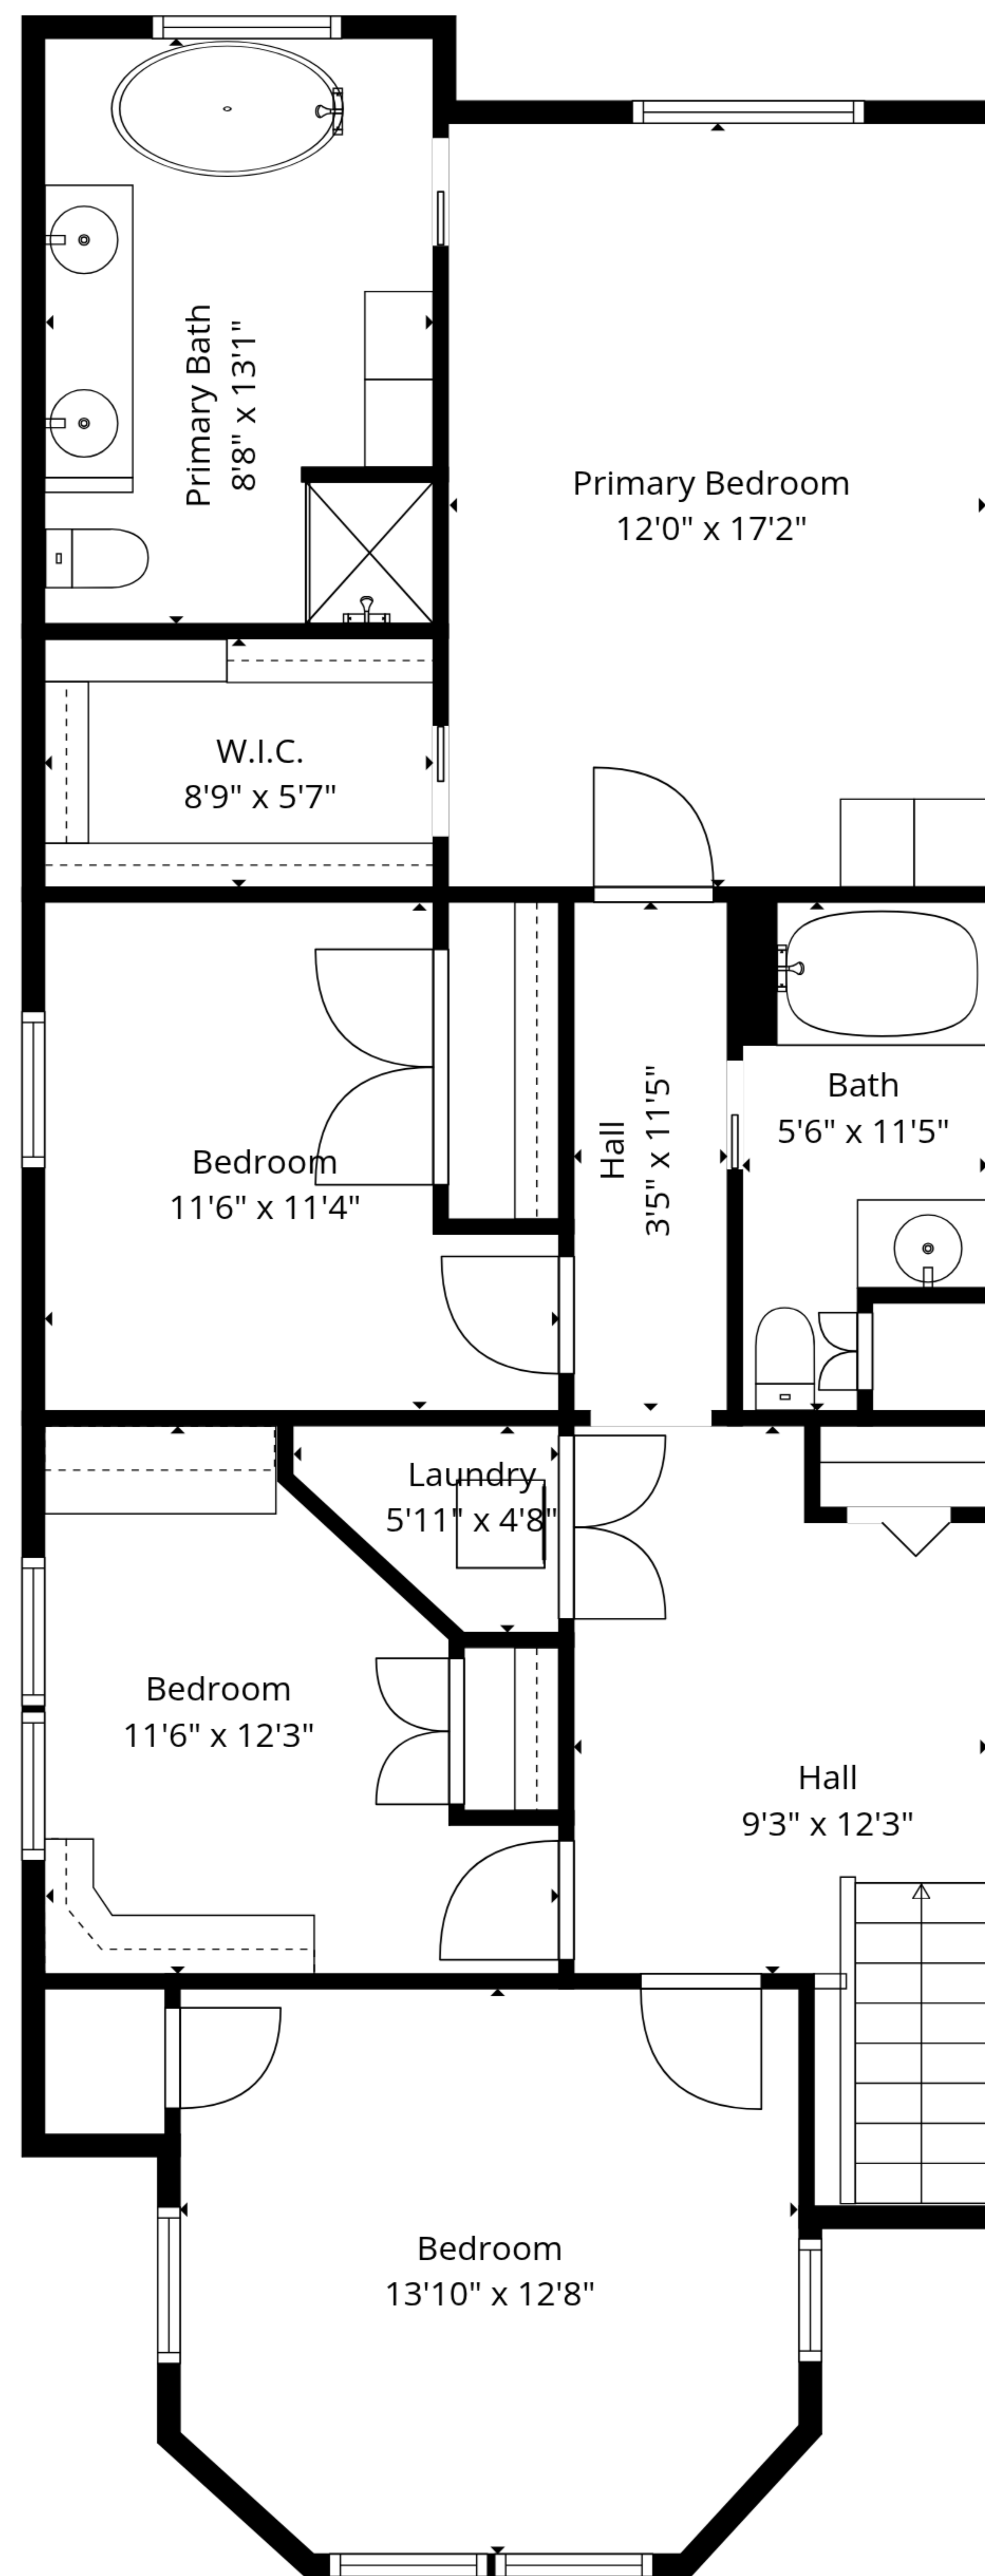 Primary Bath
8'8" x 13'1"
Primary Bedroom
12'0" x 17'2"
W.I.C.
8'9" x 5'7"
Bedroom
11'6" x 11'4"
Hall
3'5" x 11'5"
Bath
5'6" x 11'5"
Laundry
5'11" x 4'8"
Bedroom
11'6" x 12'3"
Hall
9'3" x 12'3"
Bedroom
13'10" x 12'8"